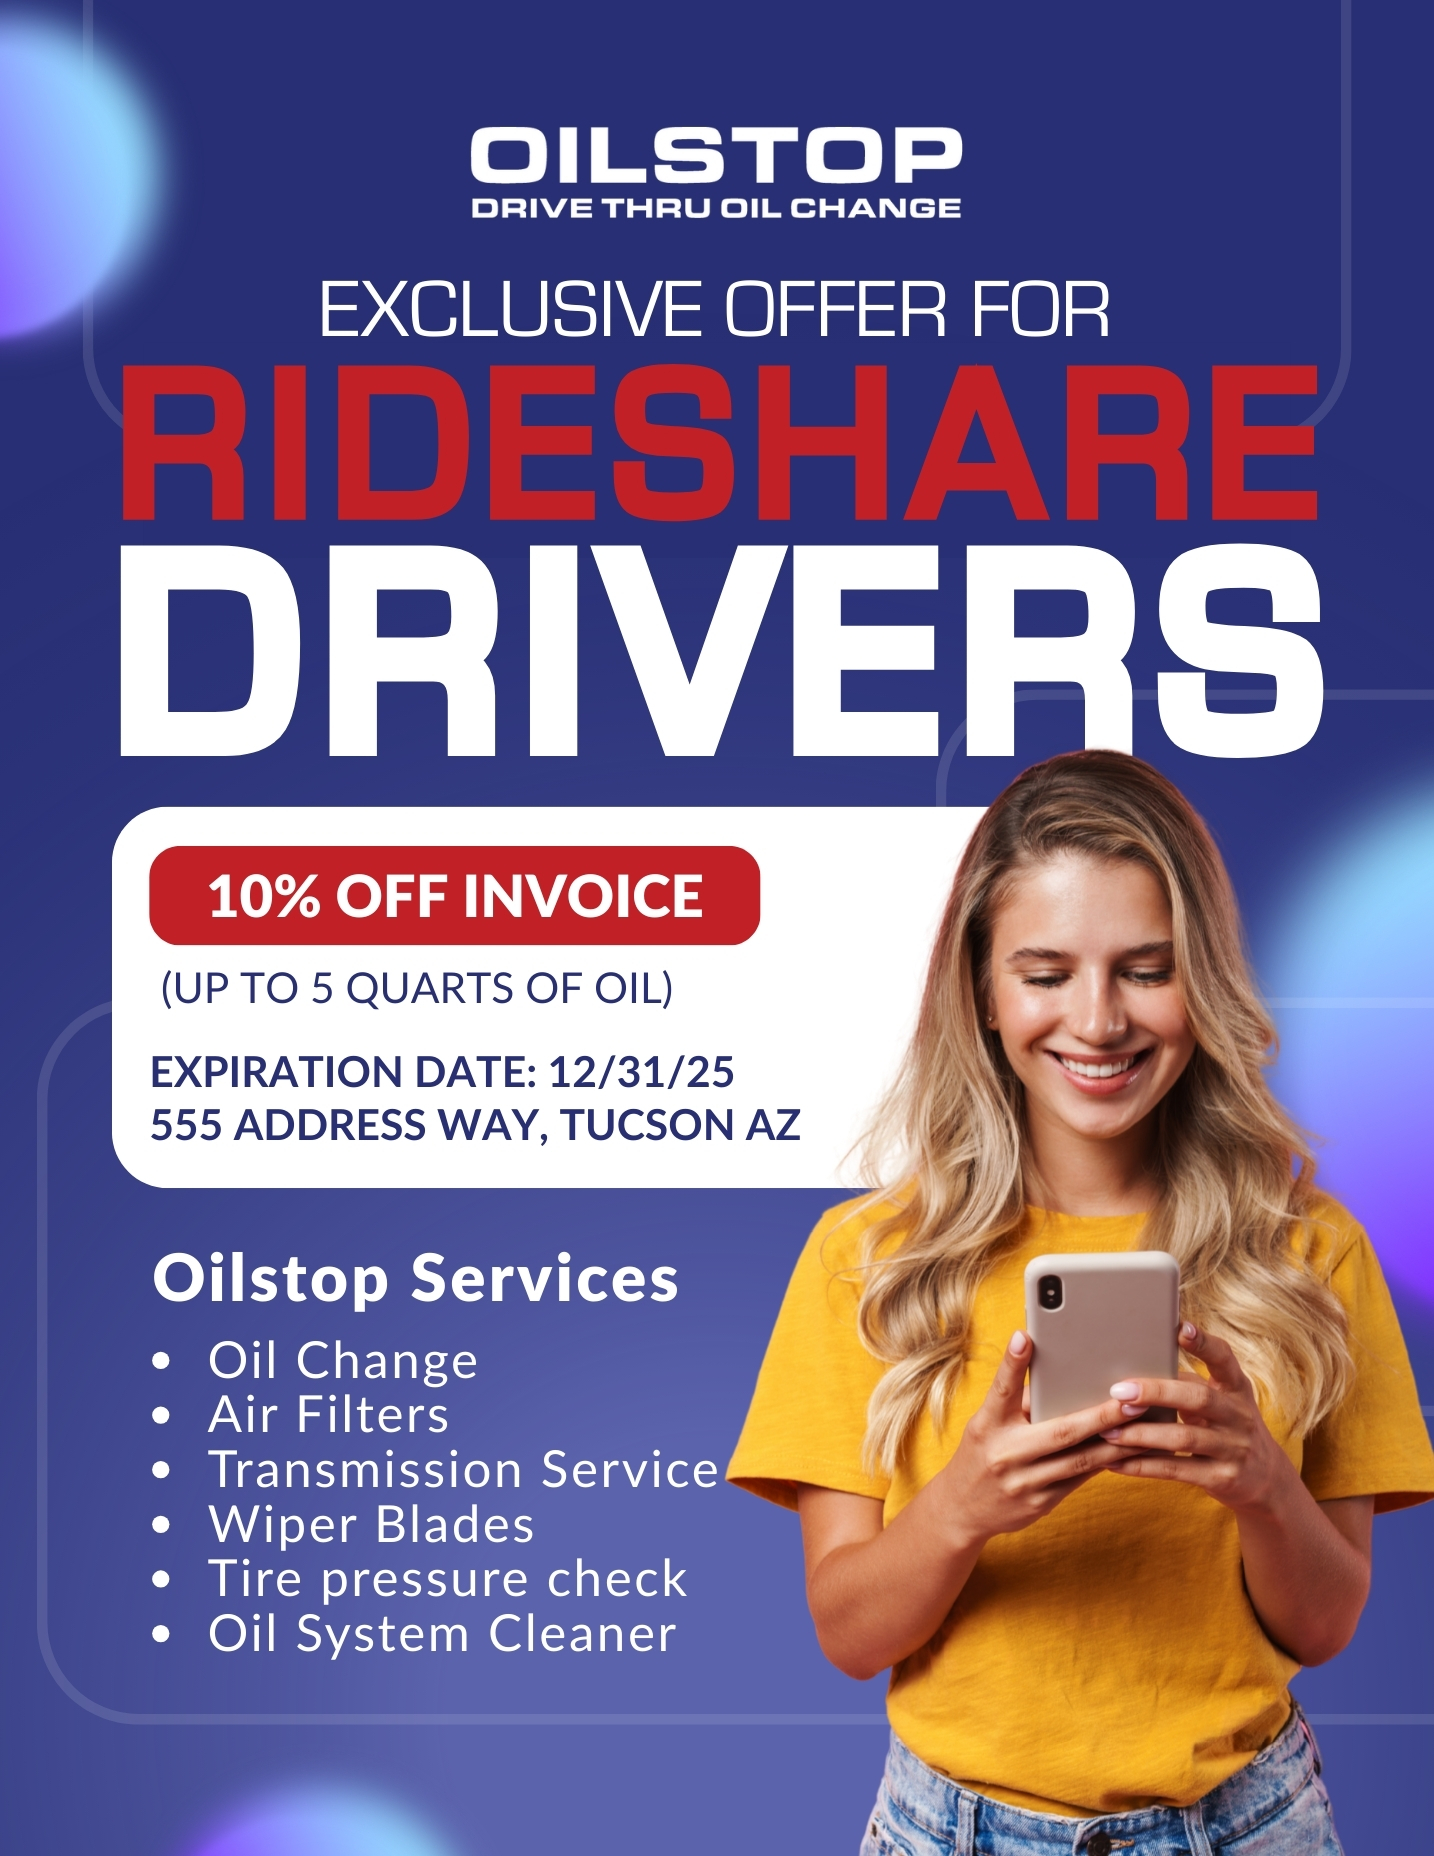 OILSTOP
DRIVE THRU OIL CHANGE
EXCLUSIVE OFFER FOR
RIDESHARE
DRIVERS
10% OFF INVOICE
(UP TO 5 QUARTS OF OIL)
EXPIRATION DATE: 12/31/25
555 ADDRESS WAY, TUCSON AZ
Oilstop Services
• Oil Change
• Air Filters
• Transmission Service
• Wiper Blades
• Tire pressure check
• Oil System Cleaner